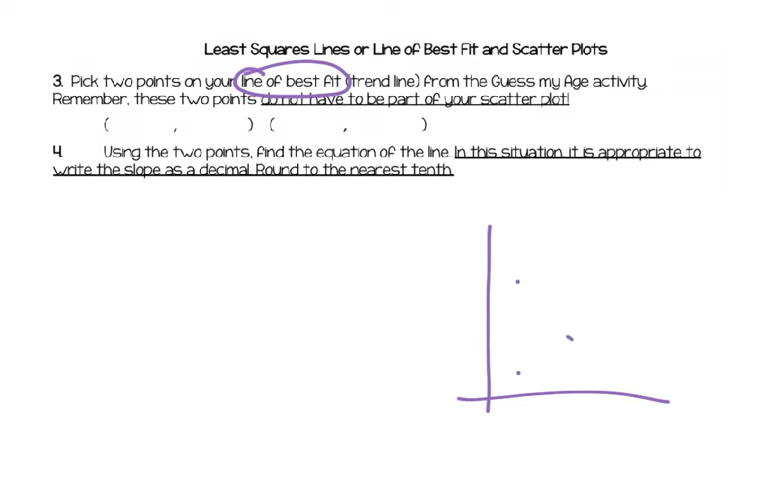 Least Squares Lines or Line of Best Fit and Scatter Plots
3. Pick two points on your line of best fit (trend line) from the Guess my Age activity.
Remember, these two points do not have to be part of your scatter plot!
( , ) ( , )
4. Using the two points, find the equation of the line. In this situation, it is appropriate to
write the slope as a decimal. Round to the nearest tenth.